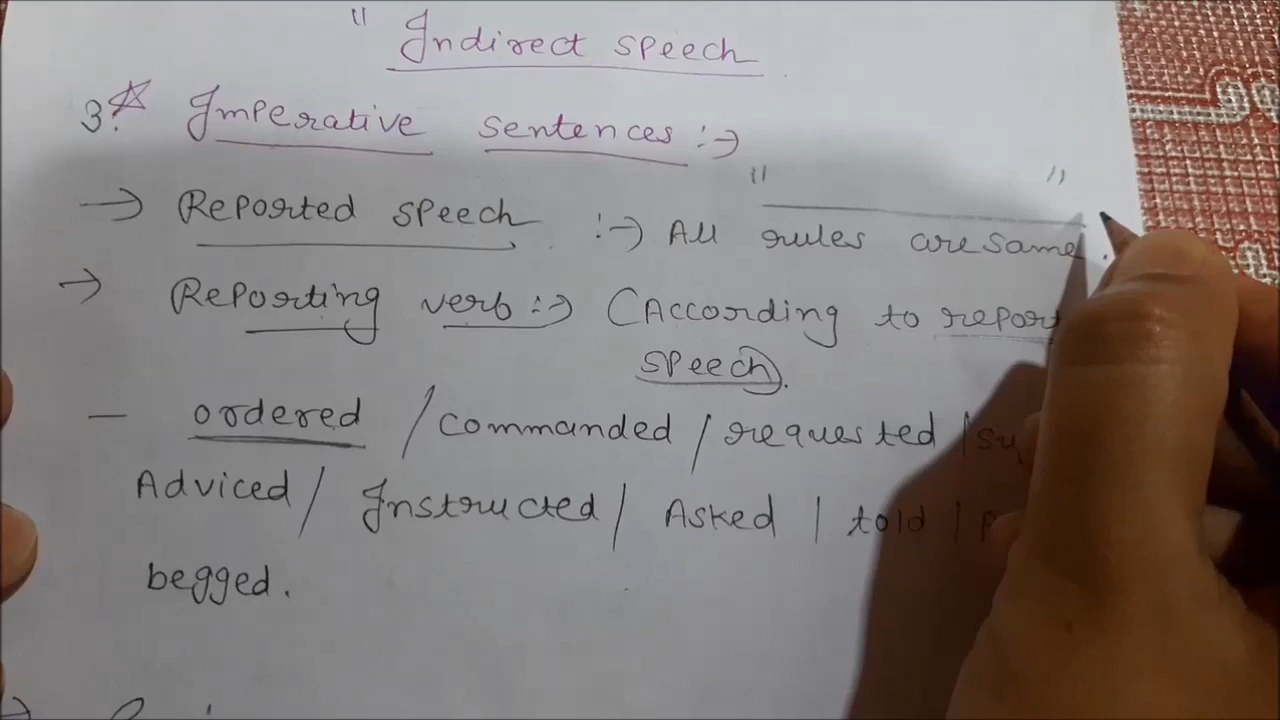 " Indirect speech
3. Imperative sentences :→
" "
→ Reported speech :→ All rules are same.
→ Reporting verb :→ (According to report
speech).
— ordered / commanded / requested /
Adviced / Instructed / Asked / told /
begged.